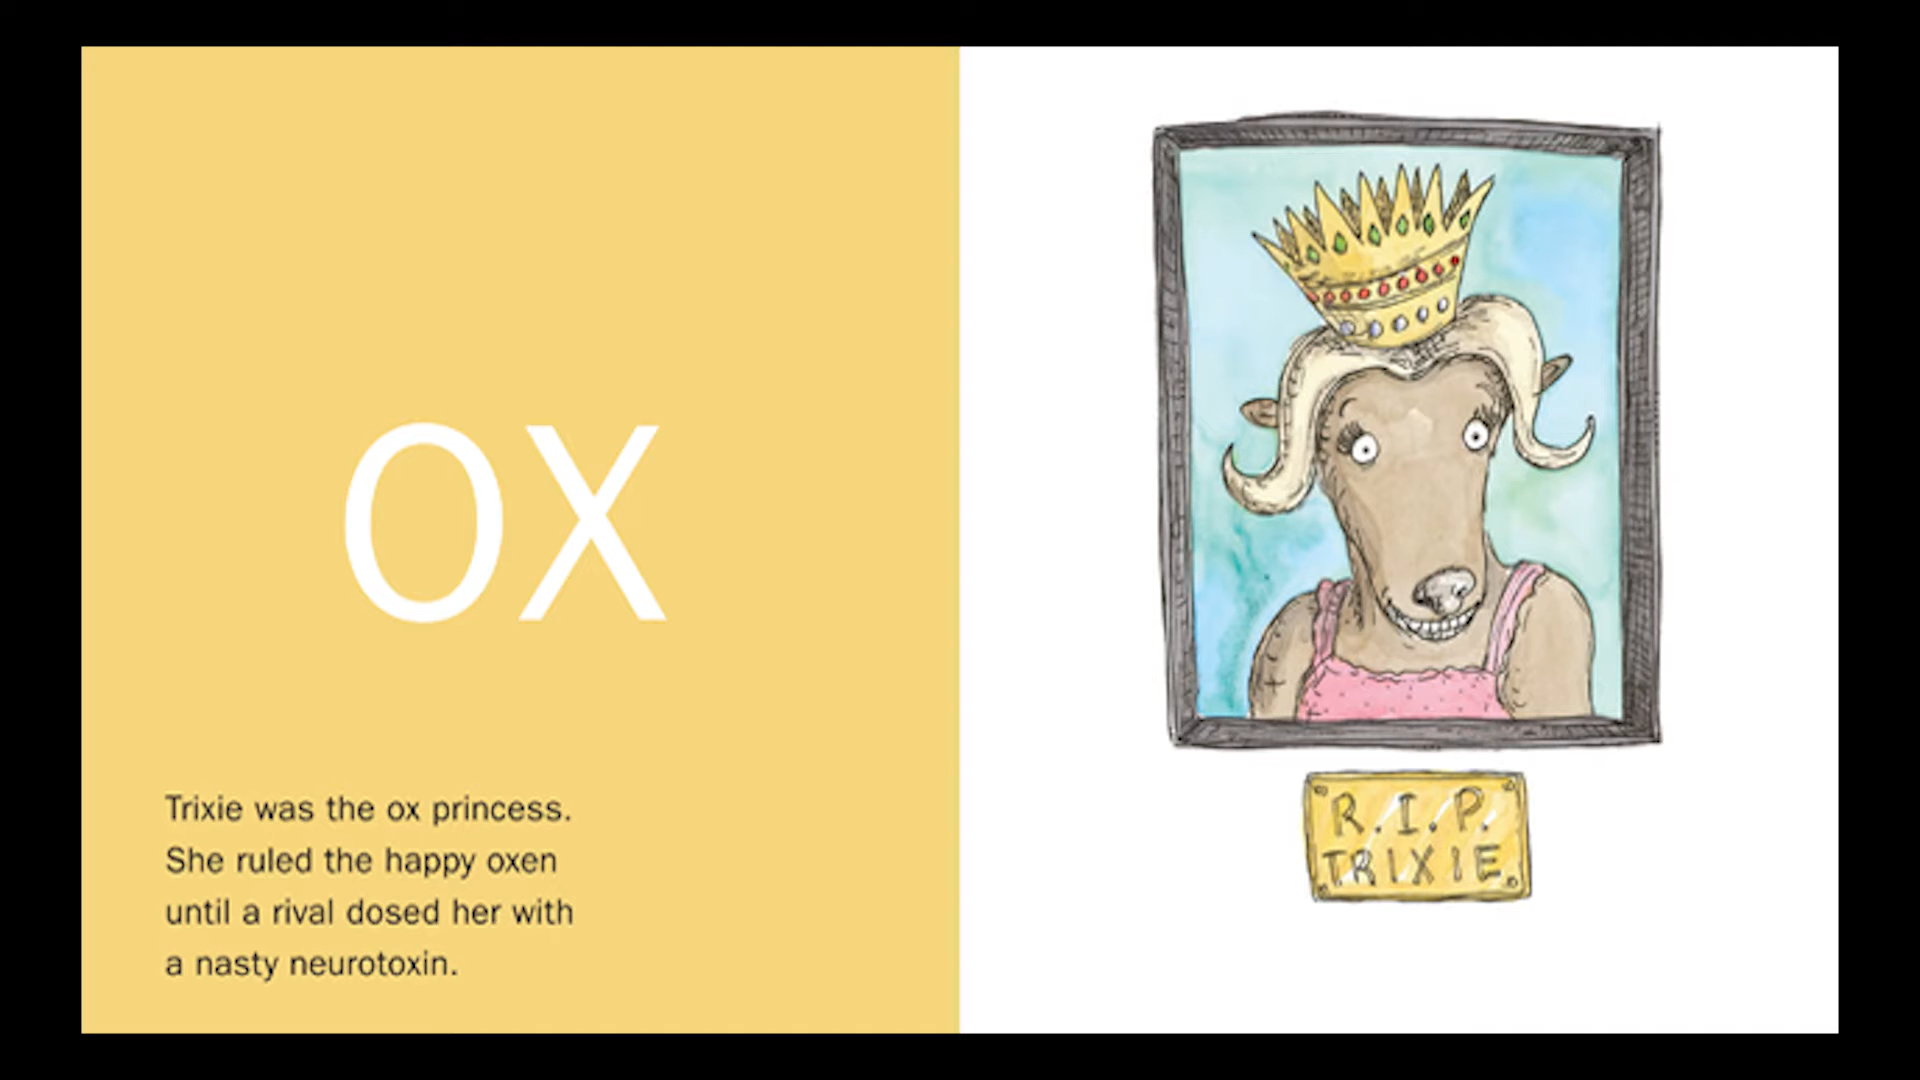 OX
Trixie was the ox princess.
She ruled the happy oxen
until a rival dosed her with
a nasty neurotoxin.
R.I.P.
TRIXIE